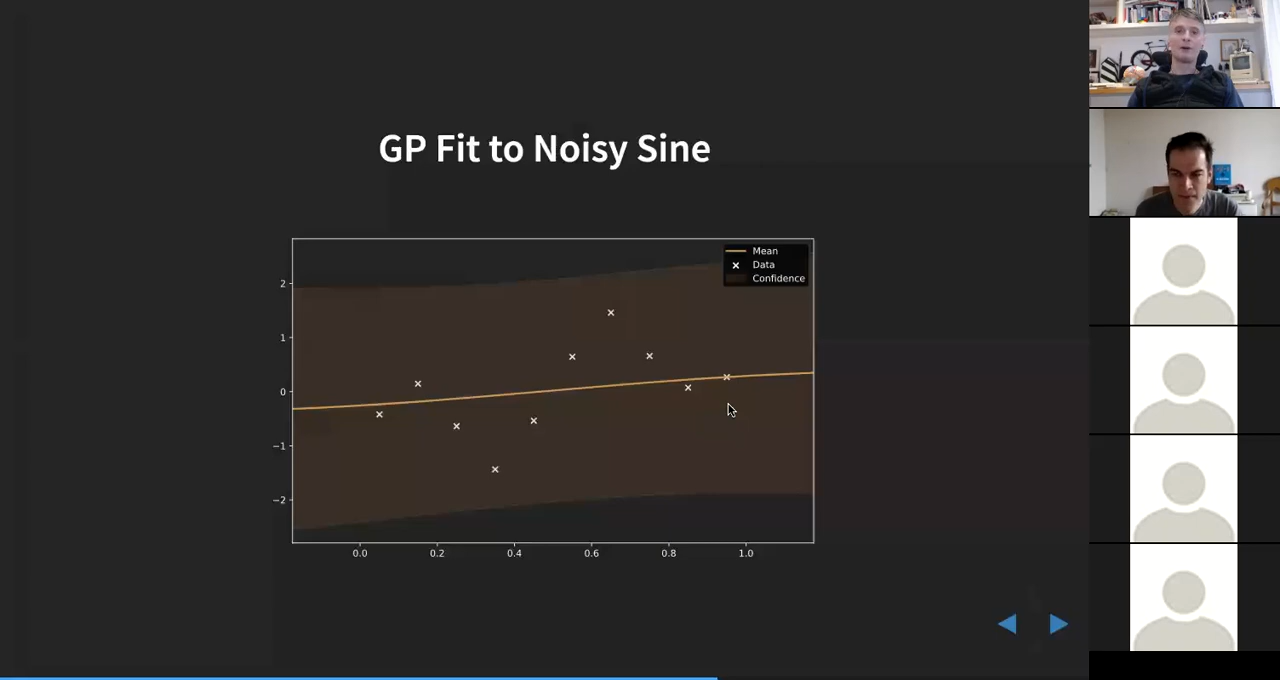 GP Fit to Noisy Sine
Mean
Data
Confidence
2
1
0
−1
−2
0.0 0.2 0.4 0.6 0.8 1.0